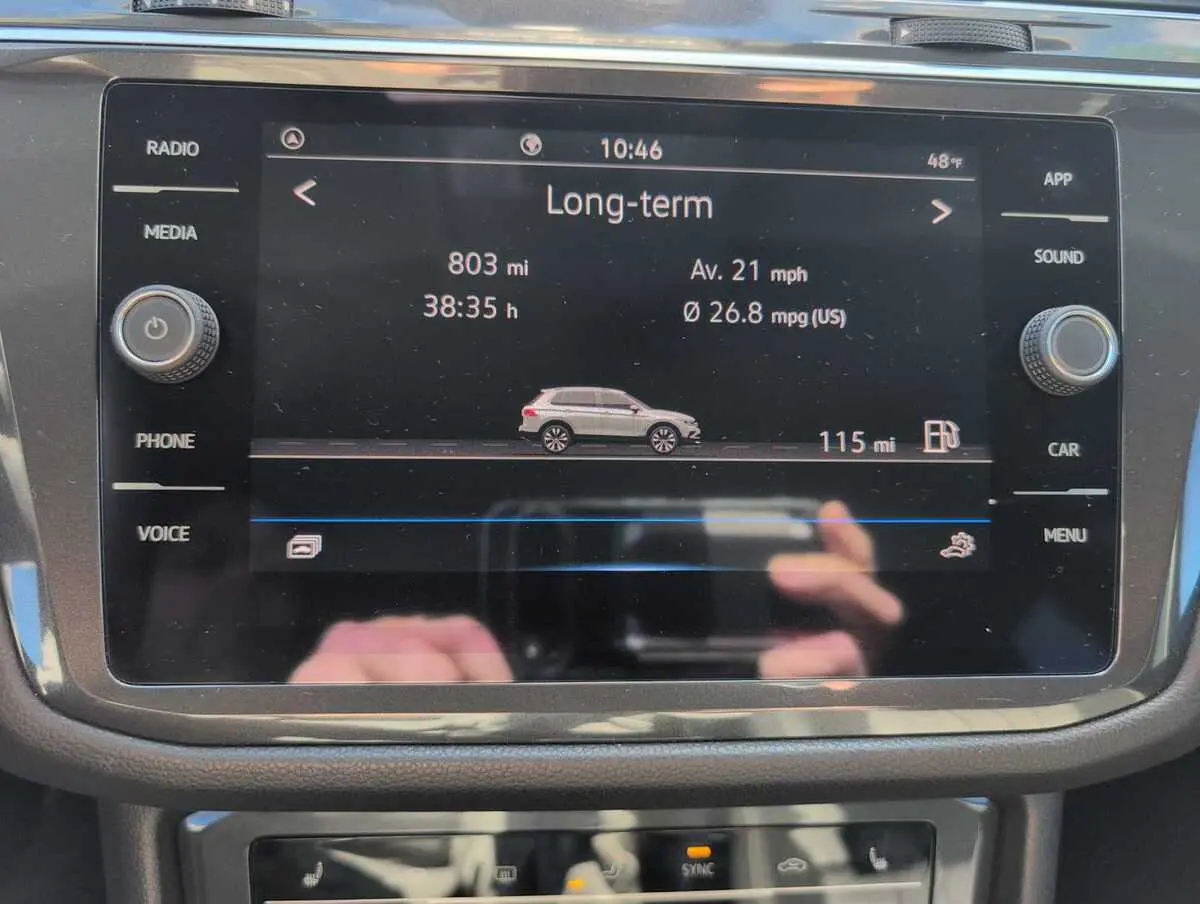 RADIO
MEDIA
PHONE
VOICE
10:46
48°F
Long-term
803 mi
Av. 21 mph
38:35 h
Ø 26.8 mpg (US)
115 mi
APP
SOUND
CAR
MENU
SYNC